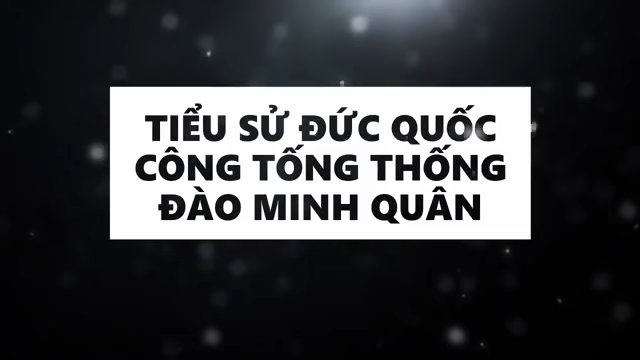 TIỂU SỬ ĐỨC QUỐC
CÔNG TỐNG THỐNG
ĐÀO MINH QUÂN